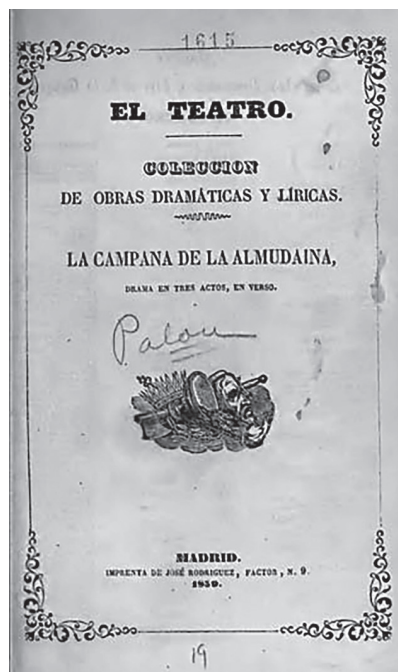 1615
EL TEATRO.
COLECCION
DE OBRAS DRAMÁTICAS Y LÍRICAS.
LA CAMPANA DE LA ALMUDAINA,
DRAMA EN TRES ACTOS, EN VERSO.
Palou
MADRID.
IMPRENTA DE JOSÉ RODRIGUEZ, FACTOR, N. 9.
1859.
19